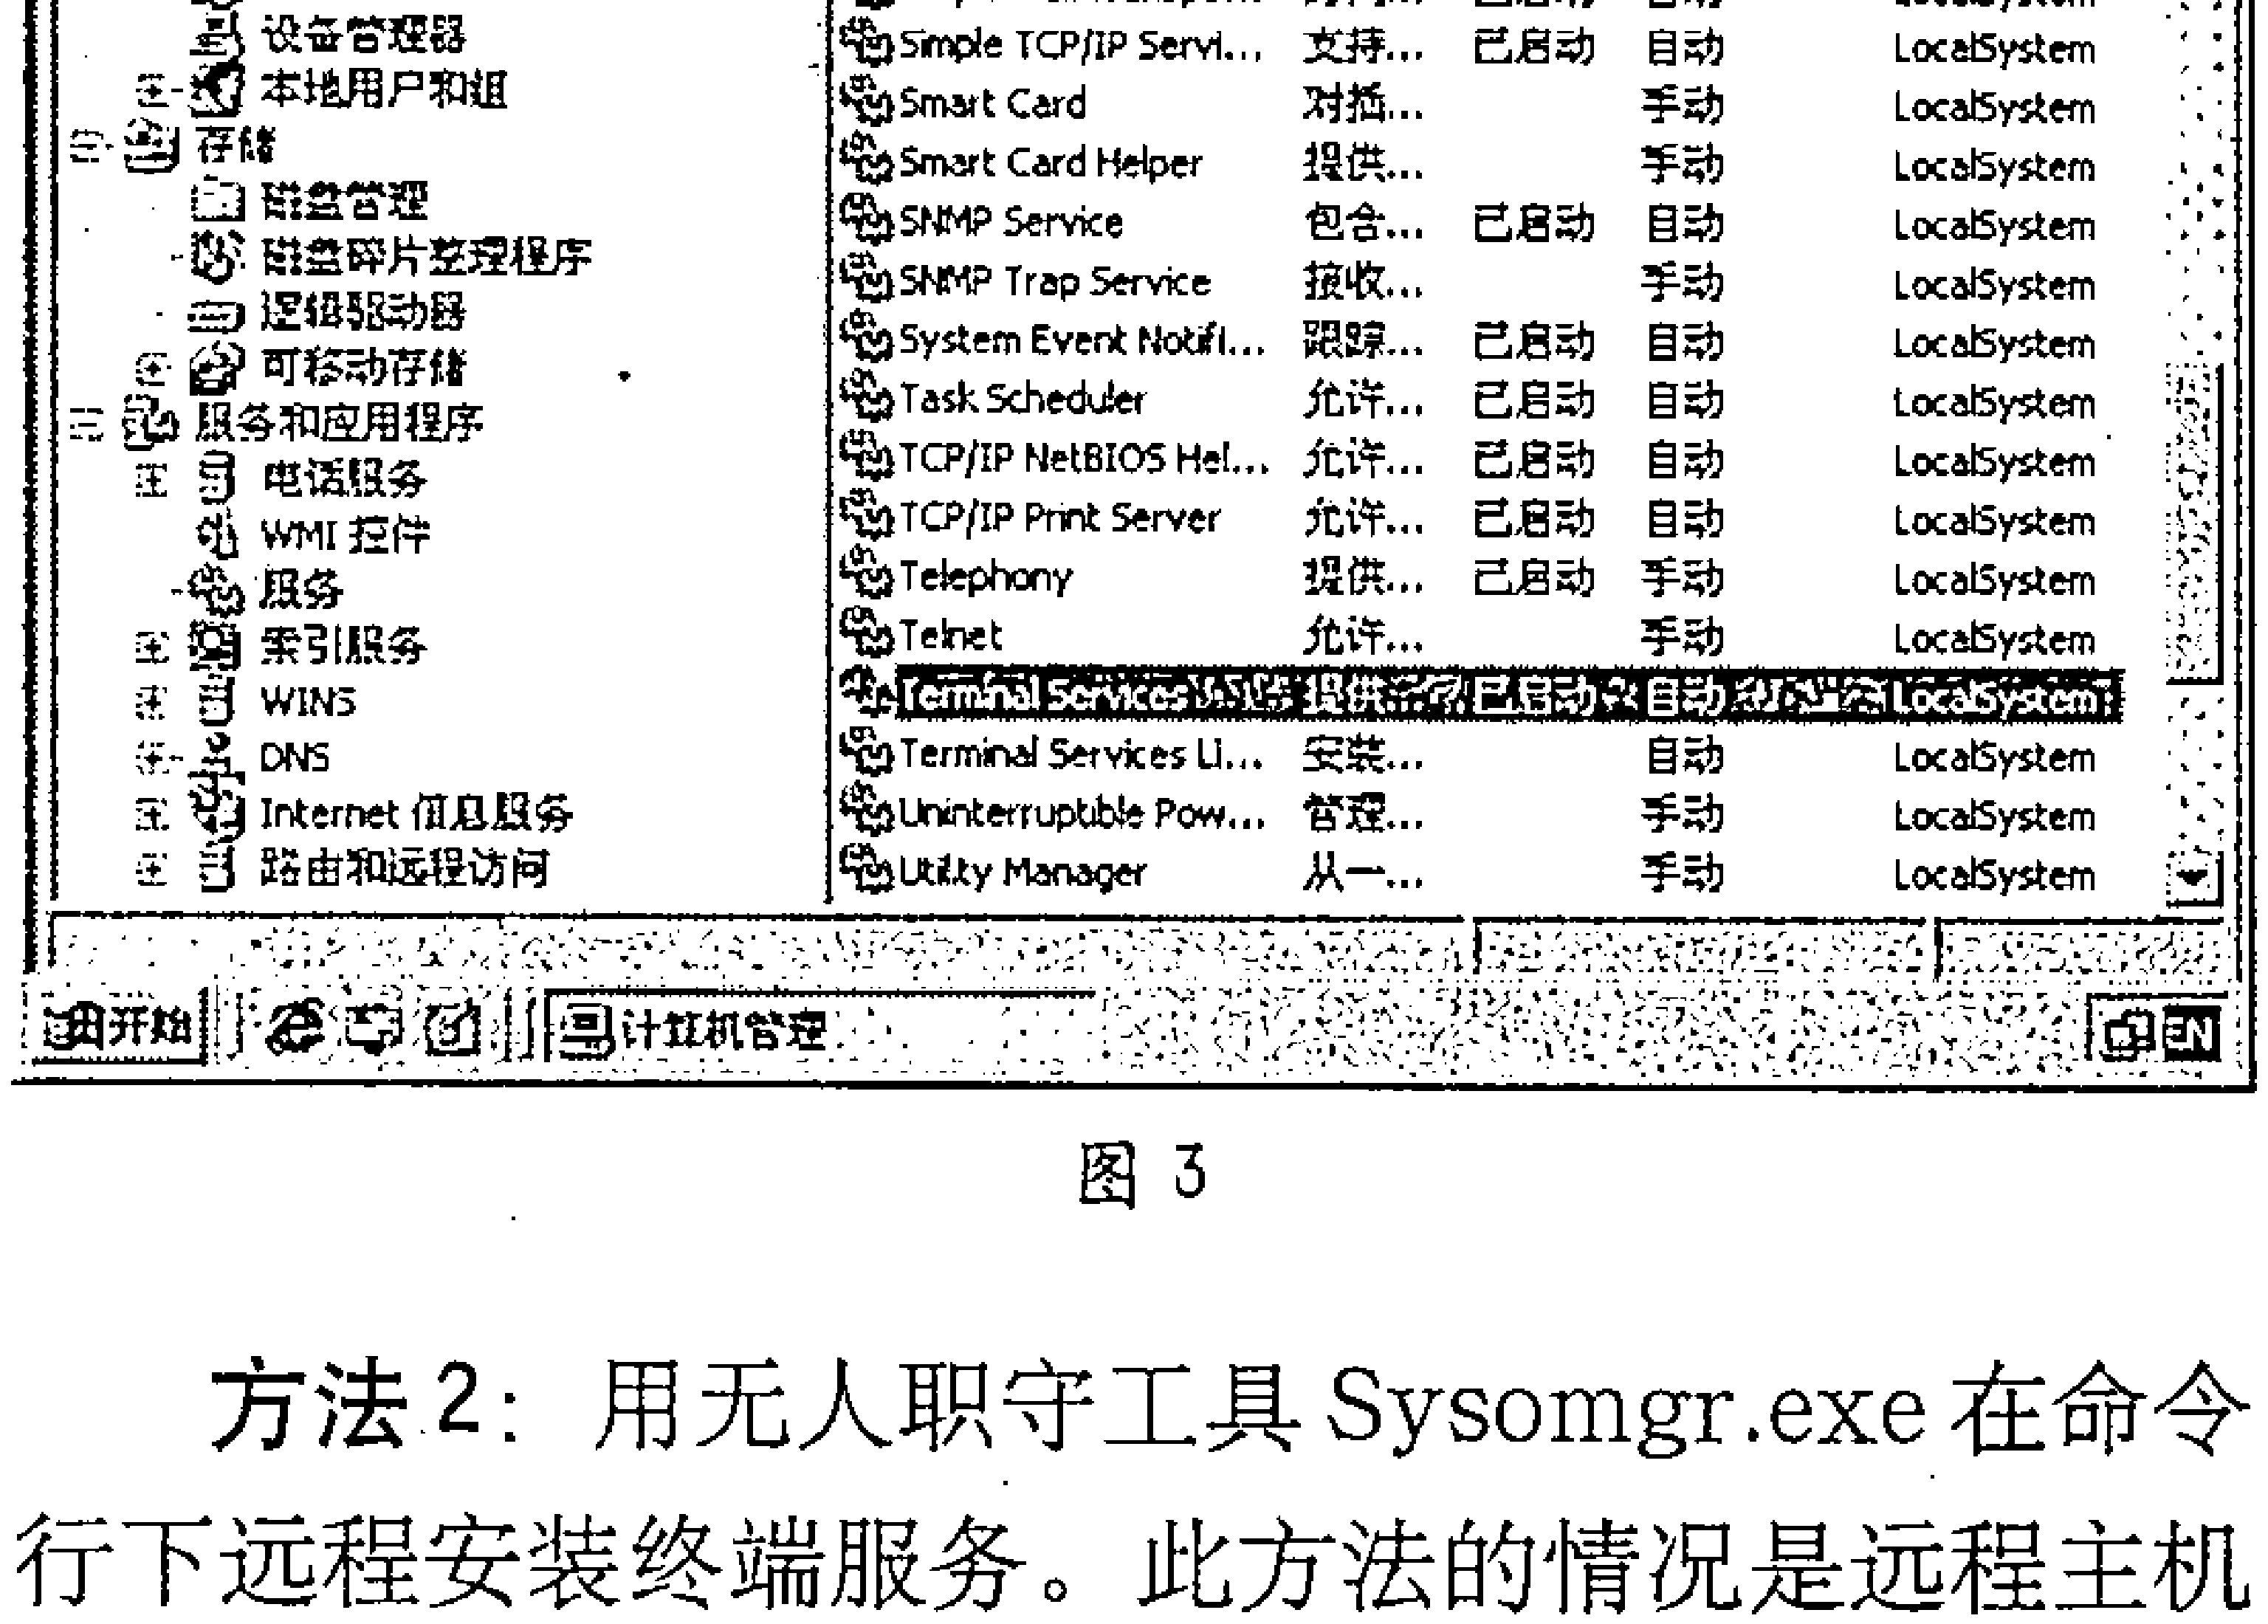 设备管理器
本地用户和组
存储
磁盘管理
磁盘碎片整理程序
逻辑驱动器
可移动存储
服务和应用程序
电话服务
WMI 控件
服务
索引服务
WINS
DNS
Internet 信息服务
路由和远程访问
Simple TCP/IP Servi... 支持... 已启动 自动 LocalSystem
Smart Card 对插... 手动 LocalSystem
Smart Card Helper 提供... 手动 LocalSystem
SNMP Service 包含... 已启动 自动 LocalSystem
SNMP Trap Service 接收... 手动 LocalSystem
System Event Notifi... 跟踪... 已启动 自动 LocalSystem
Task Scheduler 允许... 已启动 自动 LocalSystem
TCP/IP NetBIOS Hel... 允许... 已启动 自动 LocalSystem
TCP/IP Print Server 允许... 已启动 自动 LocalSystem
Telephony 提供... 已启动 手动 LocalSystem
Telnet 允许... 手动 LocalSystem
Terminal Services 提供... 已启动 自动 LocalSystem
Terminal Services Li... 安装... 自动 LocalSystem
Uninterruptible Pow... 管理... 手动 LocalSystem
Utility Manager 从一... 手动 LocalSystem
开始 计算机管理 EN
图 3
方法 2：用无人职守工具 Sysomgr.exe 在命令
行下远程安装终端服务。此方法的情况是远程主机